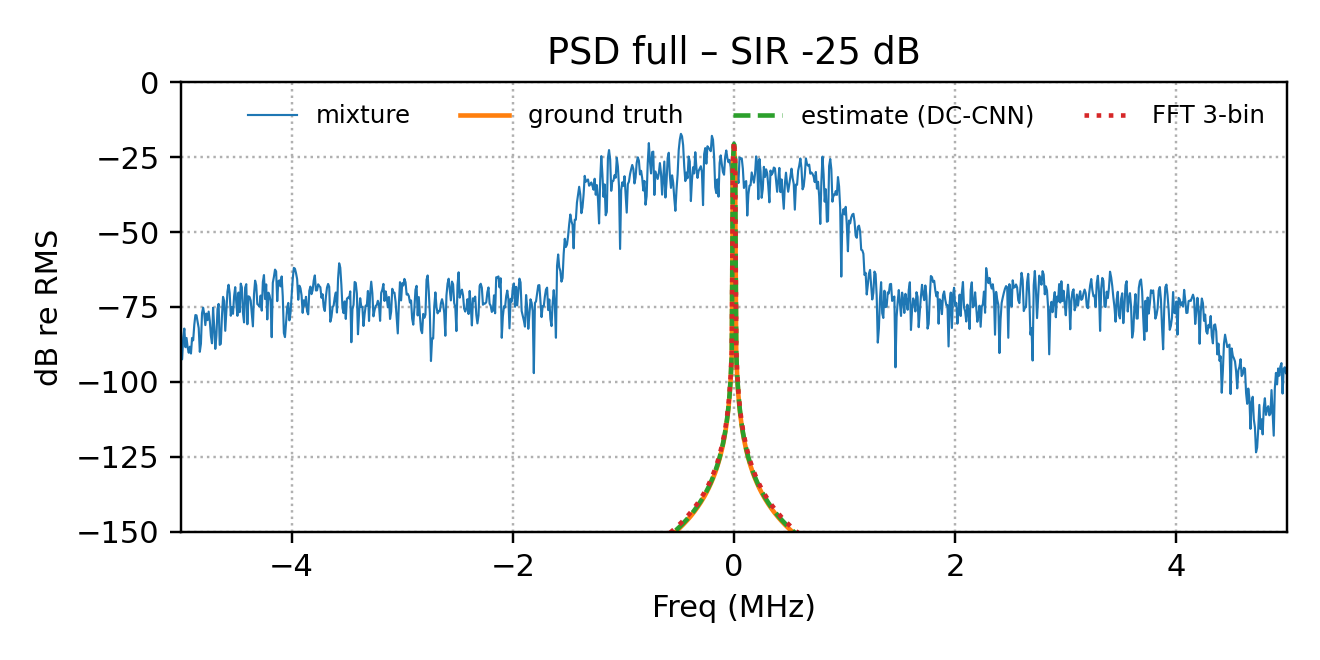 PSD full – SIR -25 dB
mixture ground truth estimate (DC-CNN) FFT 3-bin
0
−25
−50
−75
−100
−125
−150
dB re RMS
−4 −2 0 2 4
Freq (MHz)